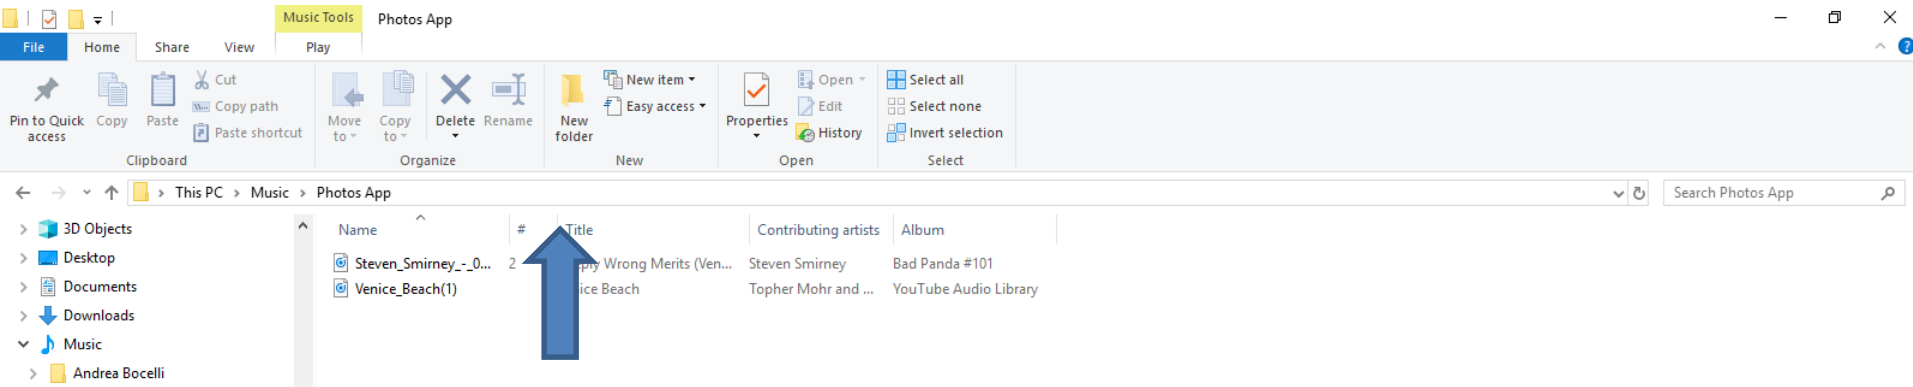 Music Tools Photos App
File Home Share View Play
Pin to Quick access
Copy
Paste
Cut
Copy path
Paste shortcut
Clipboard
Move to
Copy to
Delete
Rename
Organize
New folder
New item
Easy access
New
Properties
Open
Edit
History
Open
Select all
Select none
Invert selection
Select
This PC > Music > Photos App
Search Photos App
3D Objects
Desktop
Documents
Downloads
Music
Andrea Bocelli
Name # Title Contributing artists Album
Steven_Smirney_-_0... 2 Wrong Merits (Ven... Steven Smirney Bad Panda #101
Venice_Beach(1) Beach Topher Mohr and ... YouTube Audio Library